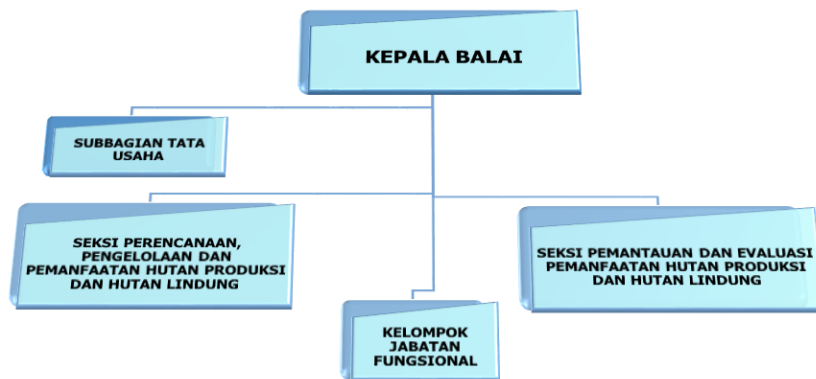 KEPALA BALAI
SUBBAGIAN TATA
USAHA
SEKSI PERENCANAAN,
PENGELOLAAN DAN
PEMANFAATAN HUTAN PRODUKSI
DAN HUTAN LINDUNG
SEKSI PEMANTAUAN DAN EVALUASI
PEMANFAATAN HUTAN PRODUKSI
DAN HUTAN LINDUNG
KELOMPOK
JABATAN
FUNGSIONAL